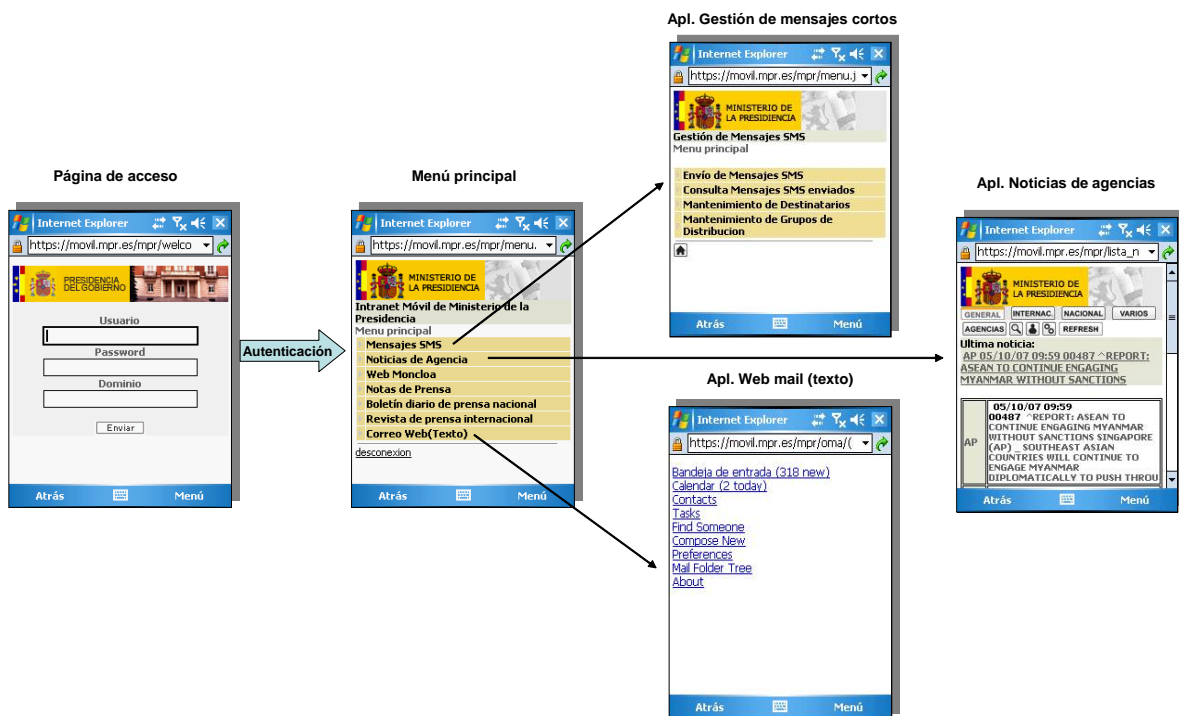 Apl. Gestión de mensajes cortos
Internet Explorer
https://movil.mpr.es/mpr/menu.j
MINISTERIO DE
LA PRESIDIENCIA
Gestión de Mensajes SMS
Menu principal
Envío de Mensajes SMS
Consulta Mensajes SMS enviados
Mantenimiento de Destinatarios
Mantenimiento de Grupos de
Distribucion
Atrás
Menú
Página de acceso
Internet Explorer
https://movil.mpr.es/mpr/welco
PRESIDENCIA
DEL GOBIERNO
Usuario
Password
Dominio
Enviar
Atrás
Menú
Autenticación
Menú principal
Internet Explorer
https://movil.mpr.es/mpr/menu.
MINISTERIO DE
LA PRESIDIENCIA
Intranet Móvil de Ministerio de la
Presidencia
Menu principal
Mensajes SMS
Noticias de Agencia
Web Moncloa
Notas de Prensa
Boletín diario de prensa nacional
Revista de prensa internacional
Correo Web(Texto)
desconexion
Atrás
Menú
Apl. Web mail (texto)
Internet Explorer
https://movil.mpr.es/mpr/oma/(
Bandeja de entrada (318 new)
Calendar (2 today)
Contacts
Tasks
Find Someone
Compose New
Preferences
Mail Folder Tree
About
Atrás
Menú
Apl. Noticias de agencias
Internet Explorer
https://movil.mpr.es/mpr/lista_n
MINISTERIO DE
LA PRESIDIENCIA
GENERAL INTERNAC. NACIONAL VARIOS
AGENCIAS REFRESH
Ultima noticia:
AP 05/10/07 09:59 00487 ^REPORT:
ASEAN TO CONTINUE ENGAGING
MYANMAR WITHOUT SANCTIONS
05/10/07 09:59
00487 ^REPORT: ASEAN TO
CONTINUE ENGAGING MYANMAR
WITHOUT SANCTIONS SINGAPORE
AP (AP) _ SOUTHEAST ASIAN
COUNTRIES WILL CONTINUE TO
ENGAGE MYANMAR
DIPLOMATICALLY TO PUSH THROU
Atrás
Menú